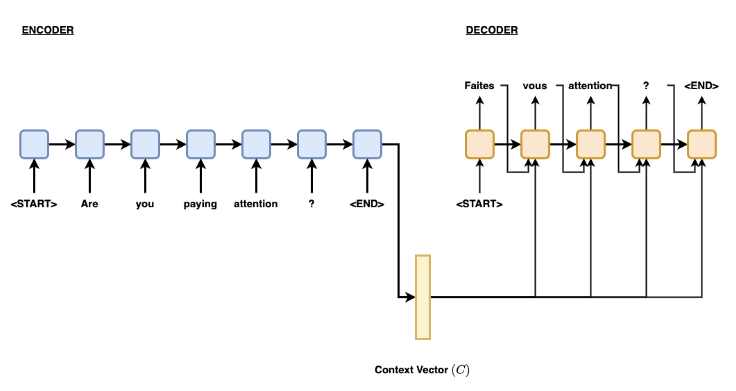 ENCODER
DECODER
Faites vous attention ? <END>
<START> Are you paying attention ? <END>
<START>
Context Vector (C)